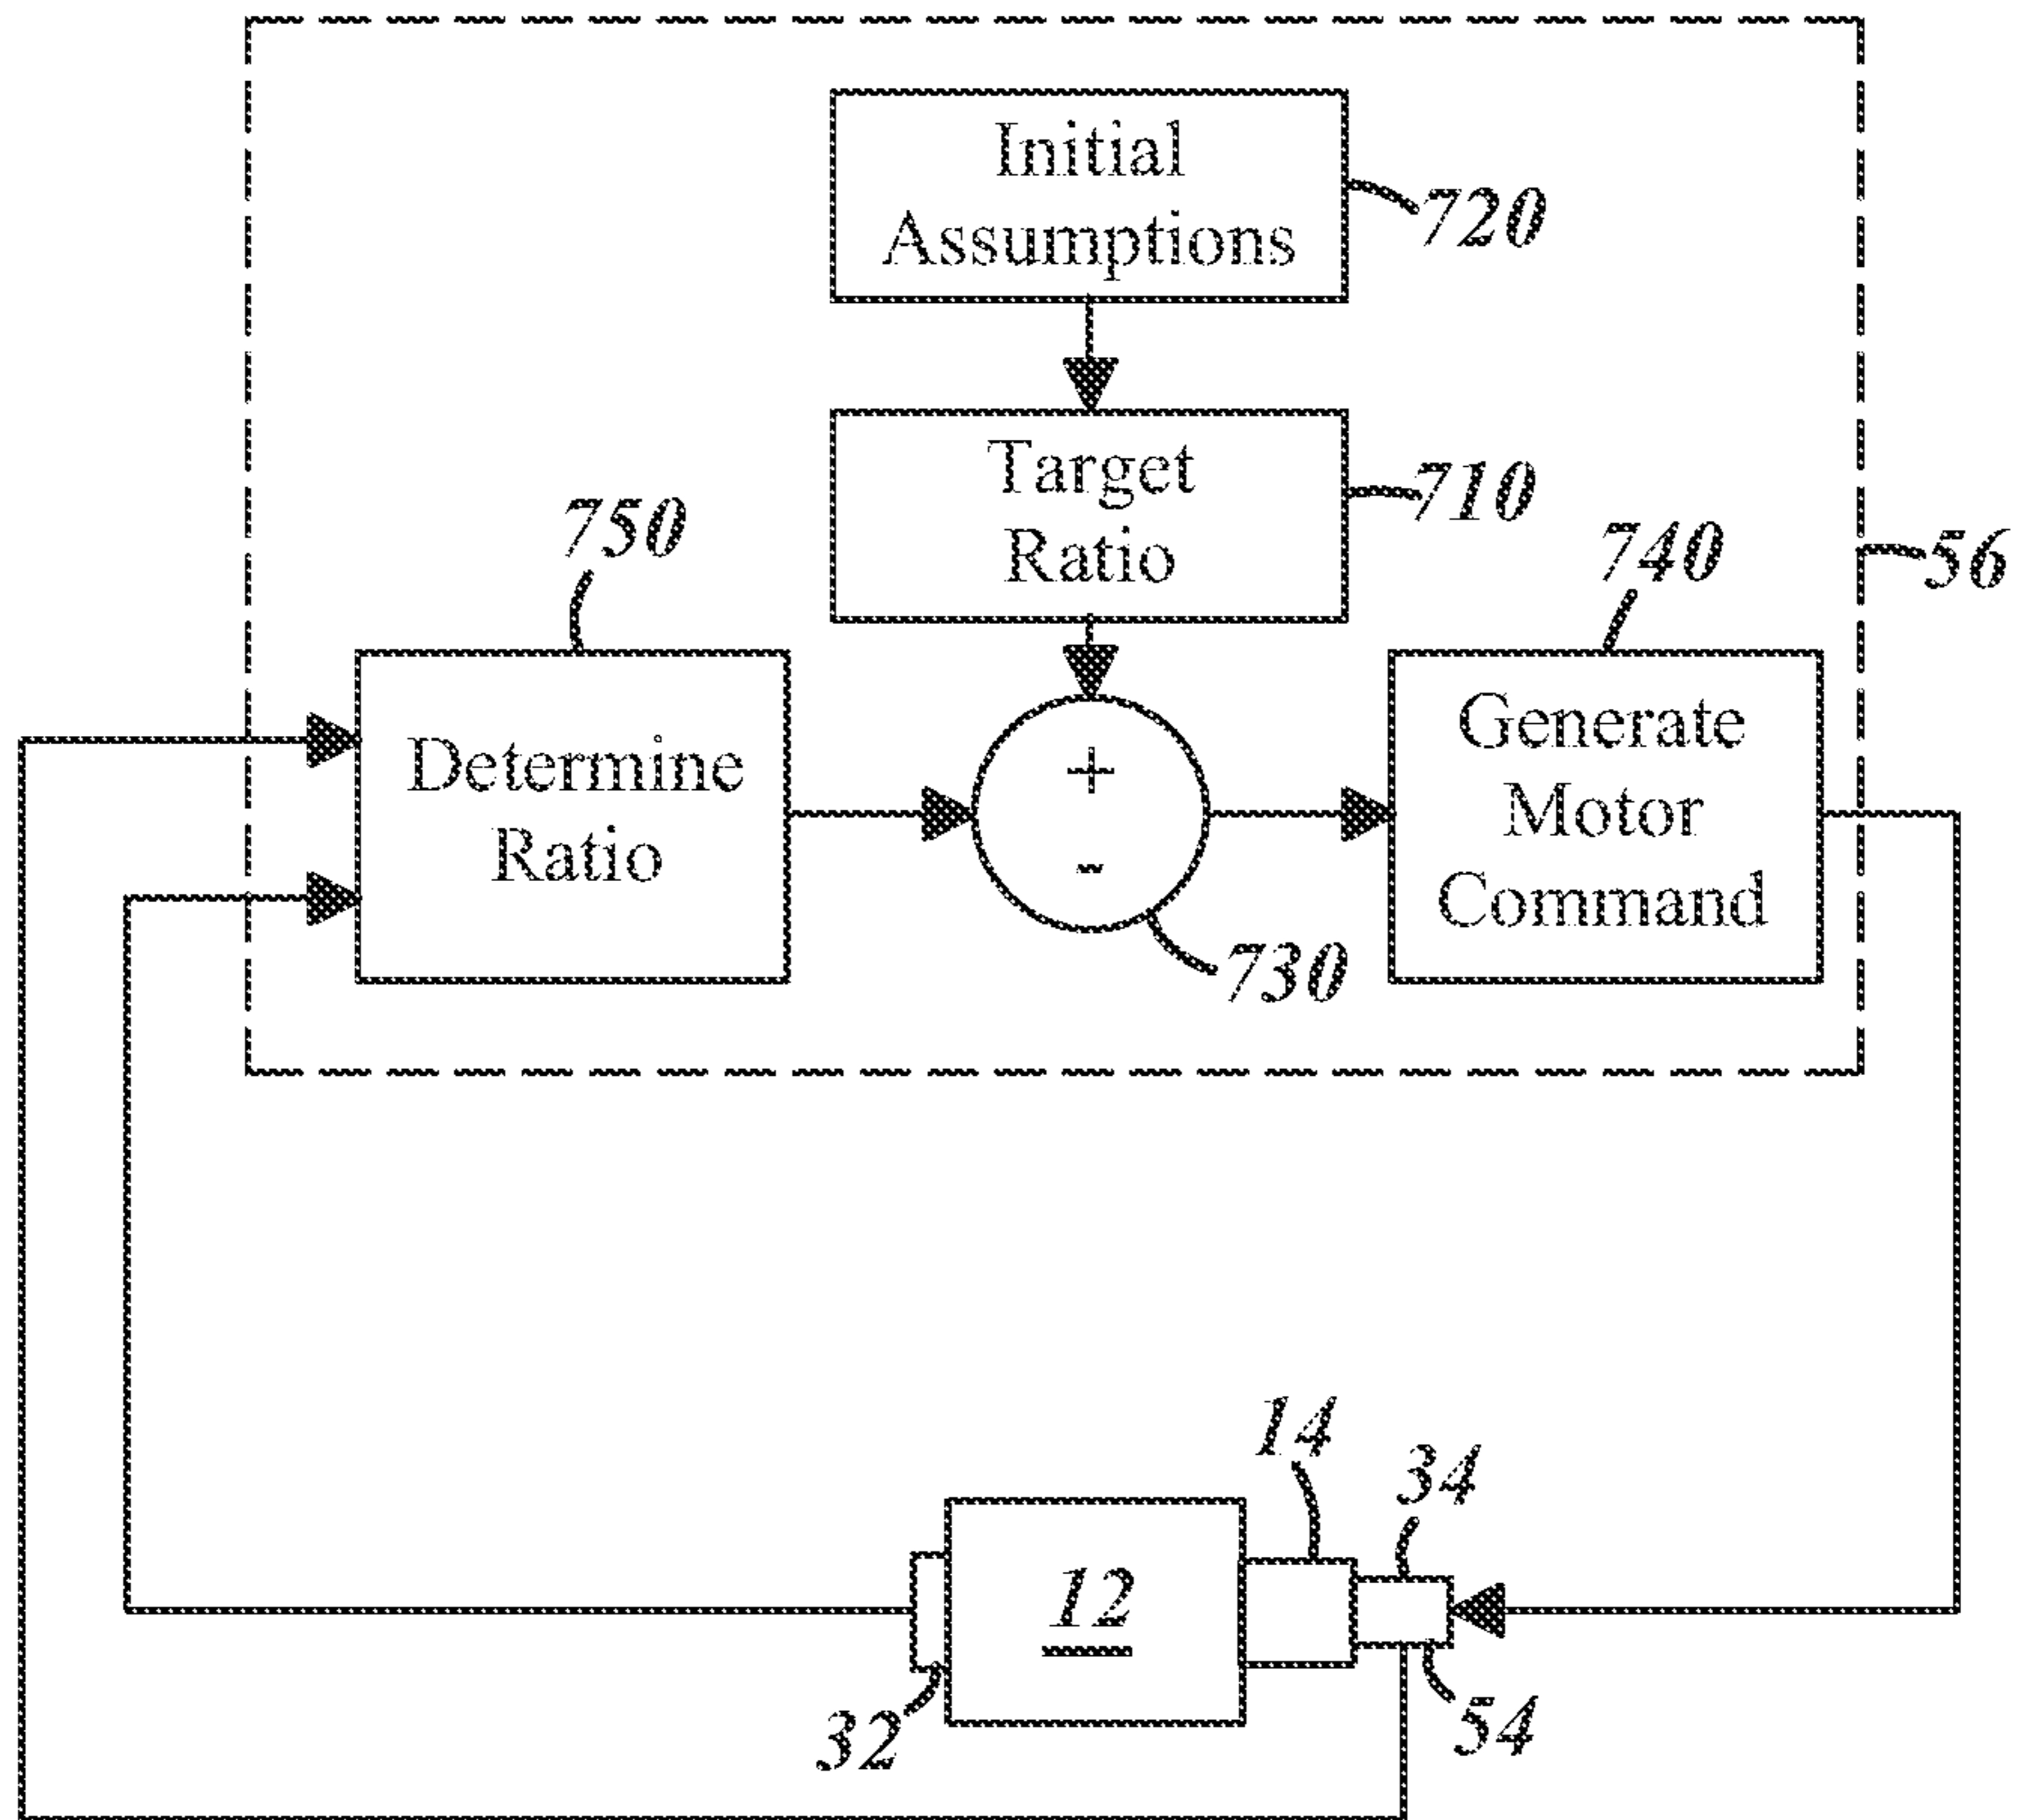 Initial
Assumptions
720
Target
Ratio
710
750
740
56
Determine
Ratio
+
-
Generate
Motor
Command
730
14
34
12
32
54